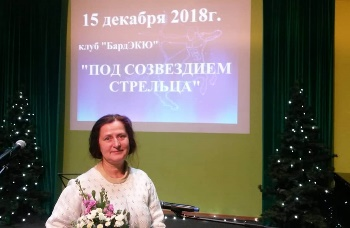 15 декабря 2018г.
клуб "БардЭКЮ"
"ПОД СОЗВЕЗДИЕМ
СТРЕЛЬЦА"